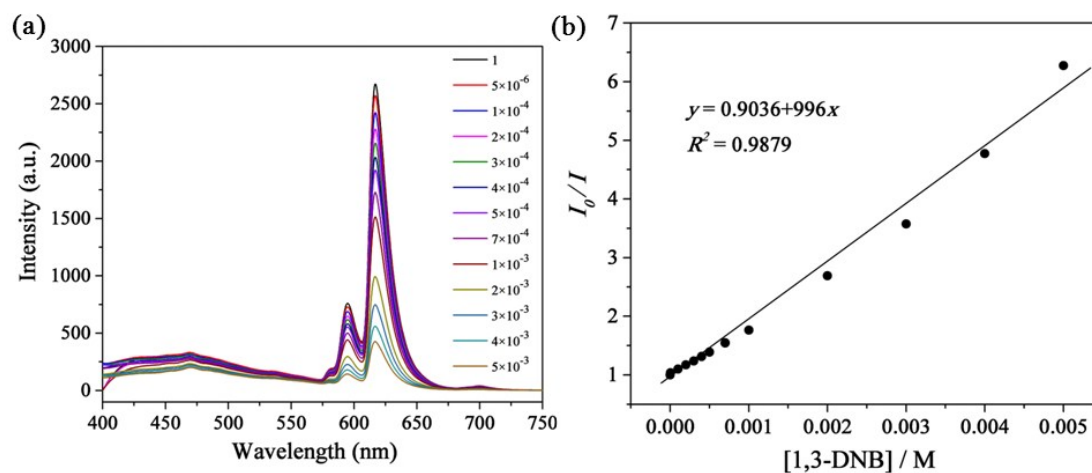 (a)
3000
2500
2000
1500
1000
500
0
Intensity (a.u.)
400 450 500 550 600 650 700 750
Wavelength (nm)
1
5×10⁻⁶
1×10⁻⁴
2×10⁻⁴
3×10⁻⁴
4×10⁻⁴
5×10⁻⁴
7×10⁻⁴
1×10⁻³
2×10⁻³
3×10⁻³
4×10⁻³
5×10⁻³
(b)
7
6
5
4
3
2
1
I₀/I
y = 0.9036+996x
R² = 0.9879
0.000 0.001 0.002 0.003 0.004 0.005
[1,3-DNB] / M